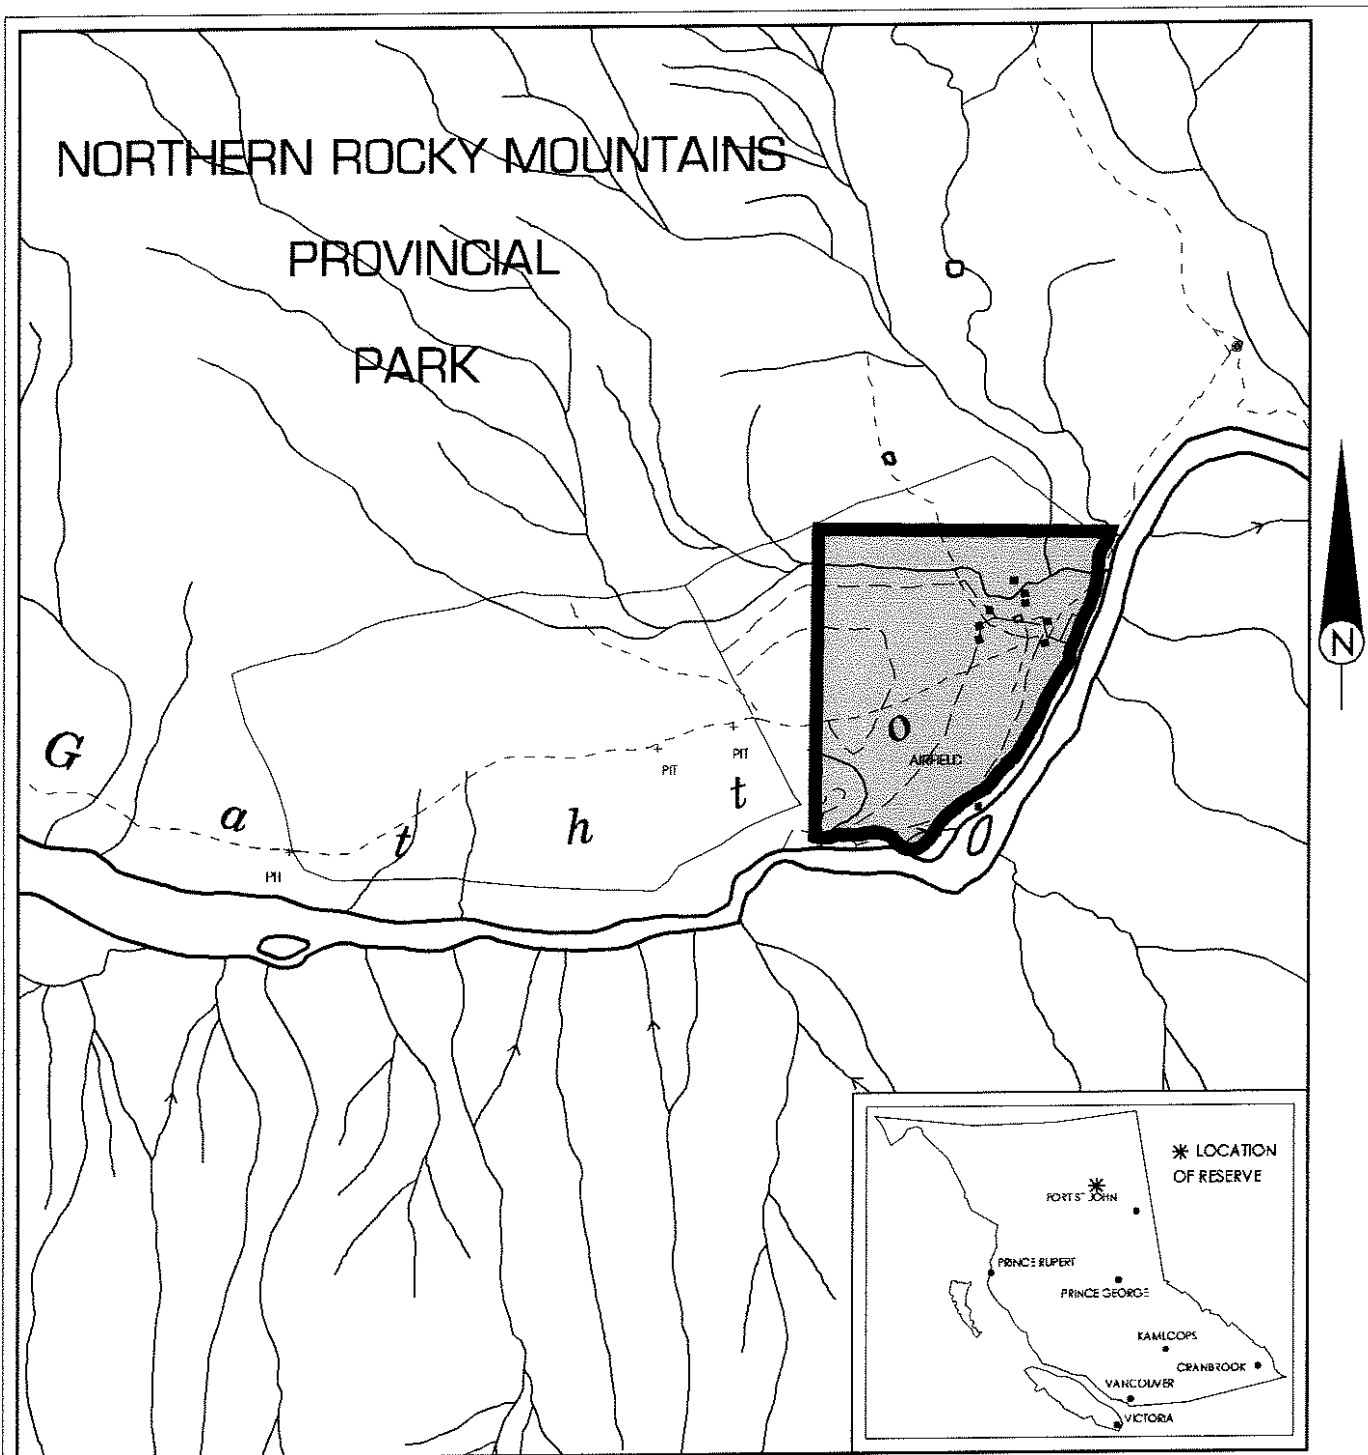 NORTHERN ROCKY MOUNTAINS
PROVINCIAL
PARK
N
G a t h t o
AIRFIELD
PIT
PIT
PIT
LOCATION
OF RESERVE
FORT ST JOHN
PRINCE RUPERT
PRINCE GEORGE
KAMLOOPS
CRANBROOK
VANCOUVER
VICTORIA